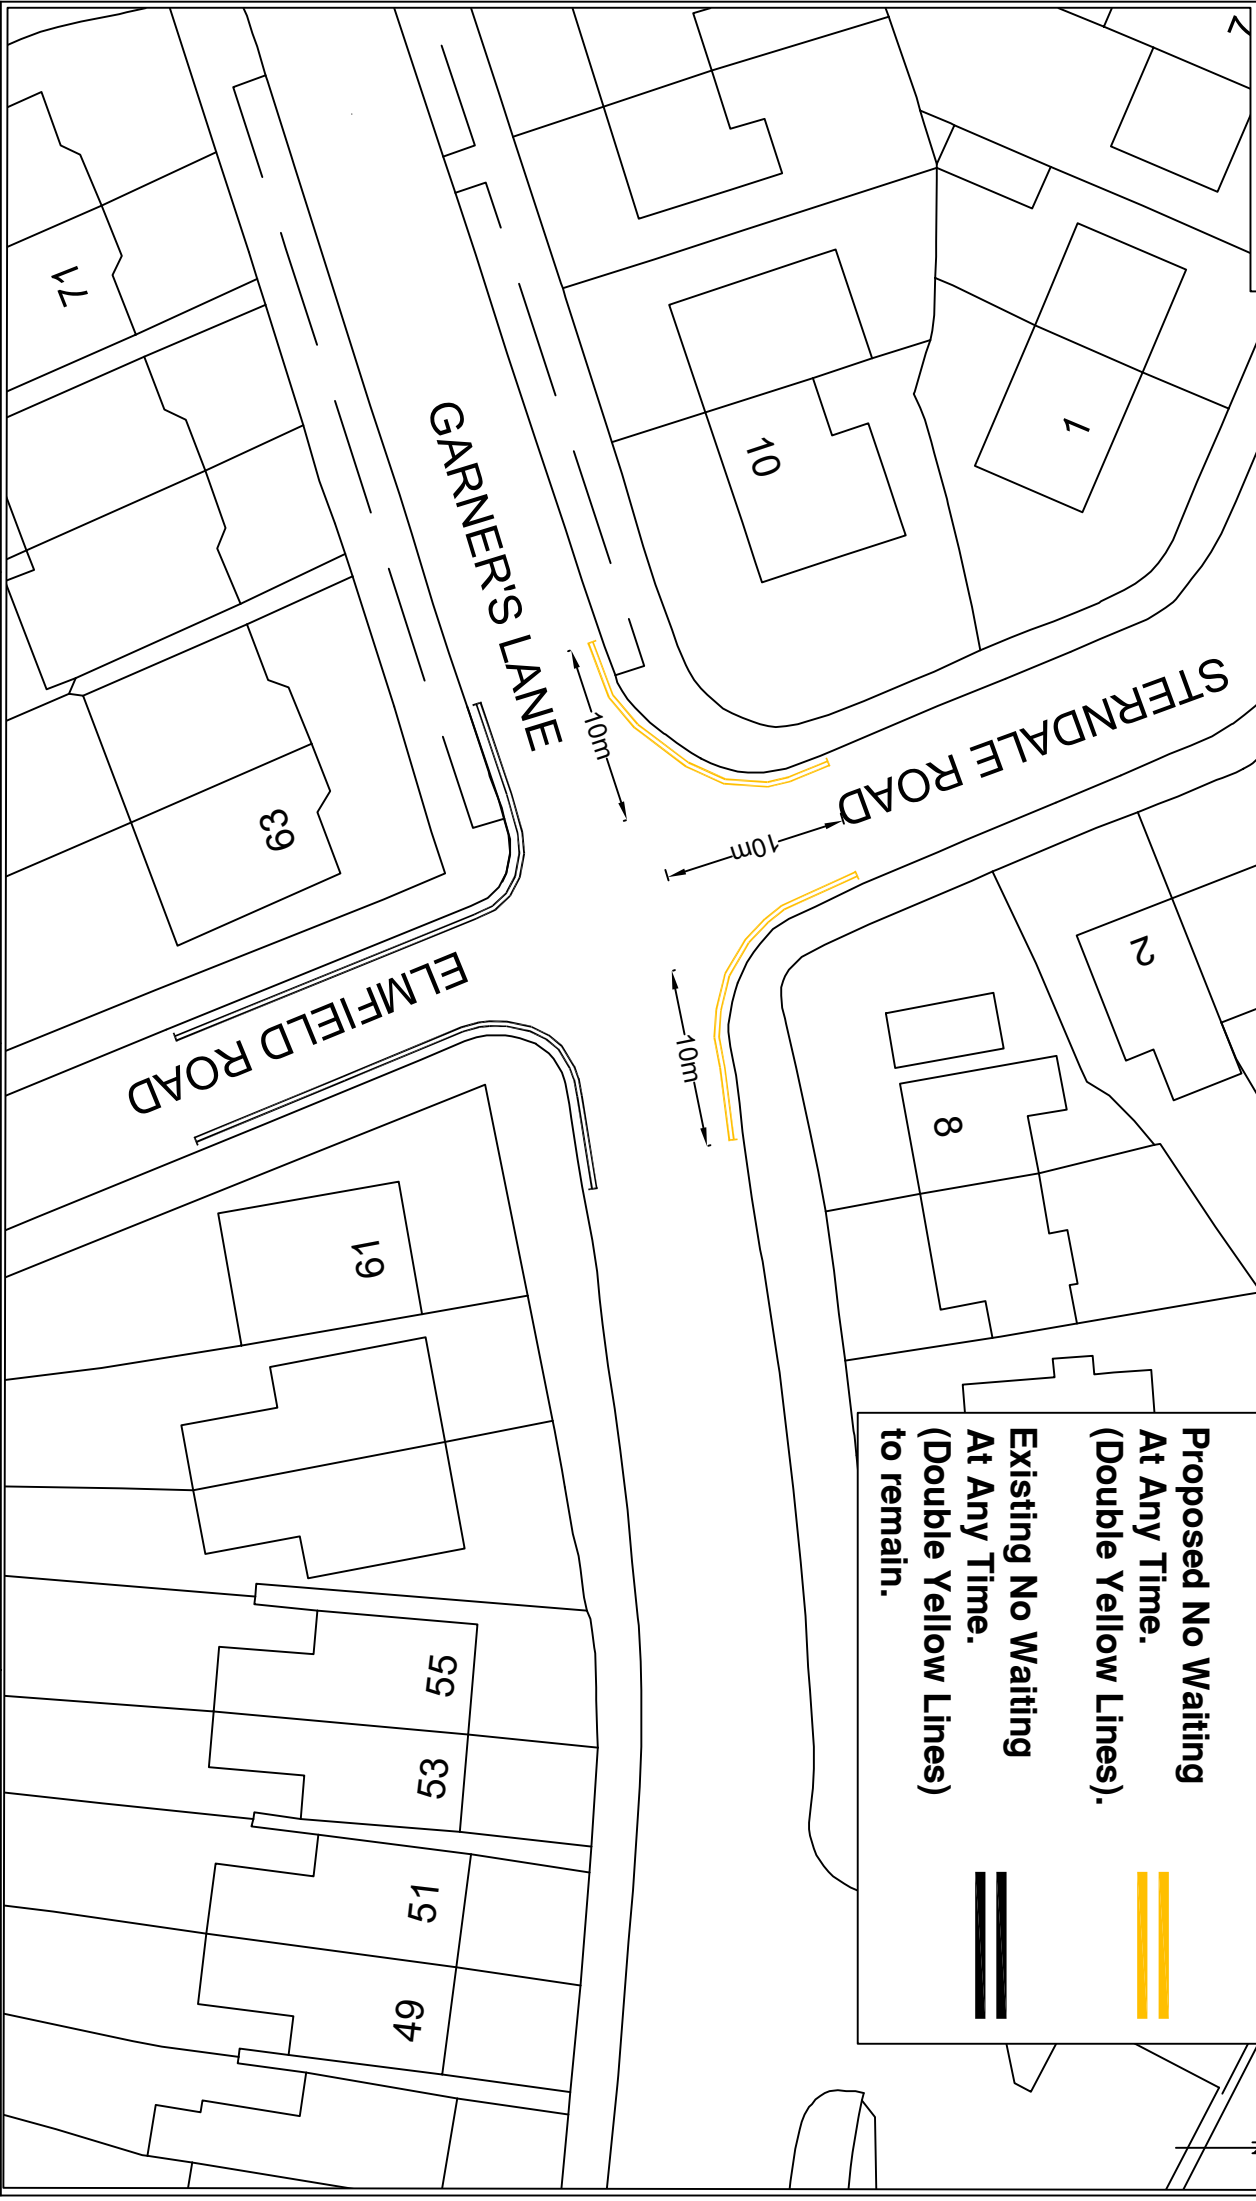 Proposed No Waiting
At Any Time.
(Double Yellow Lines).
Existing No Waiting
At Any Time.
(Double Yellow Lines)
to remain.
GARNER'S LANE
STERNDALE ROAD
ELMFIELD ROAD
10m
10m
10m
1
10
2
8
71
63
61
55
53
51
49